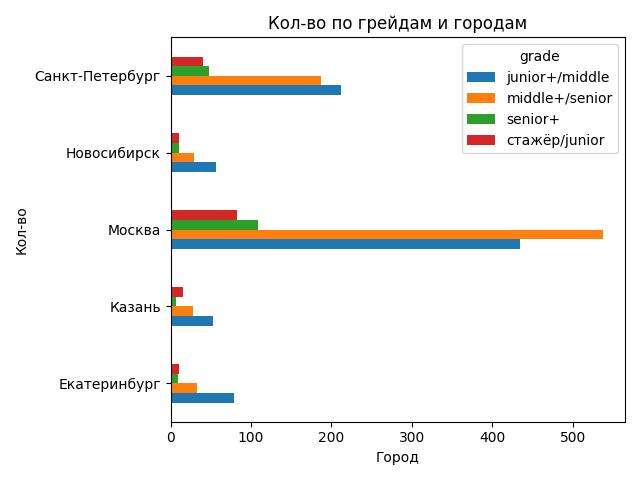 Кол-во по грейдам и городам
grade
junior+/middle
middle+/senior
senior+
стажёр/junior
Кол-во
Санкт-Петербург
Новосибирск
Москва
Казань
Екатеринбург
0 100 200 300 400 500
Город